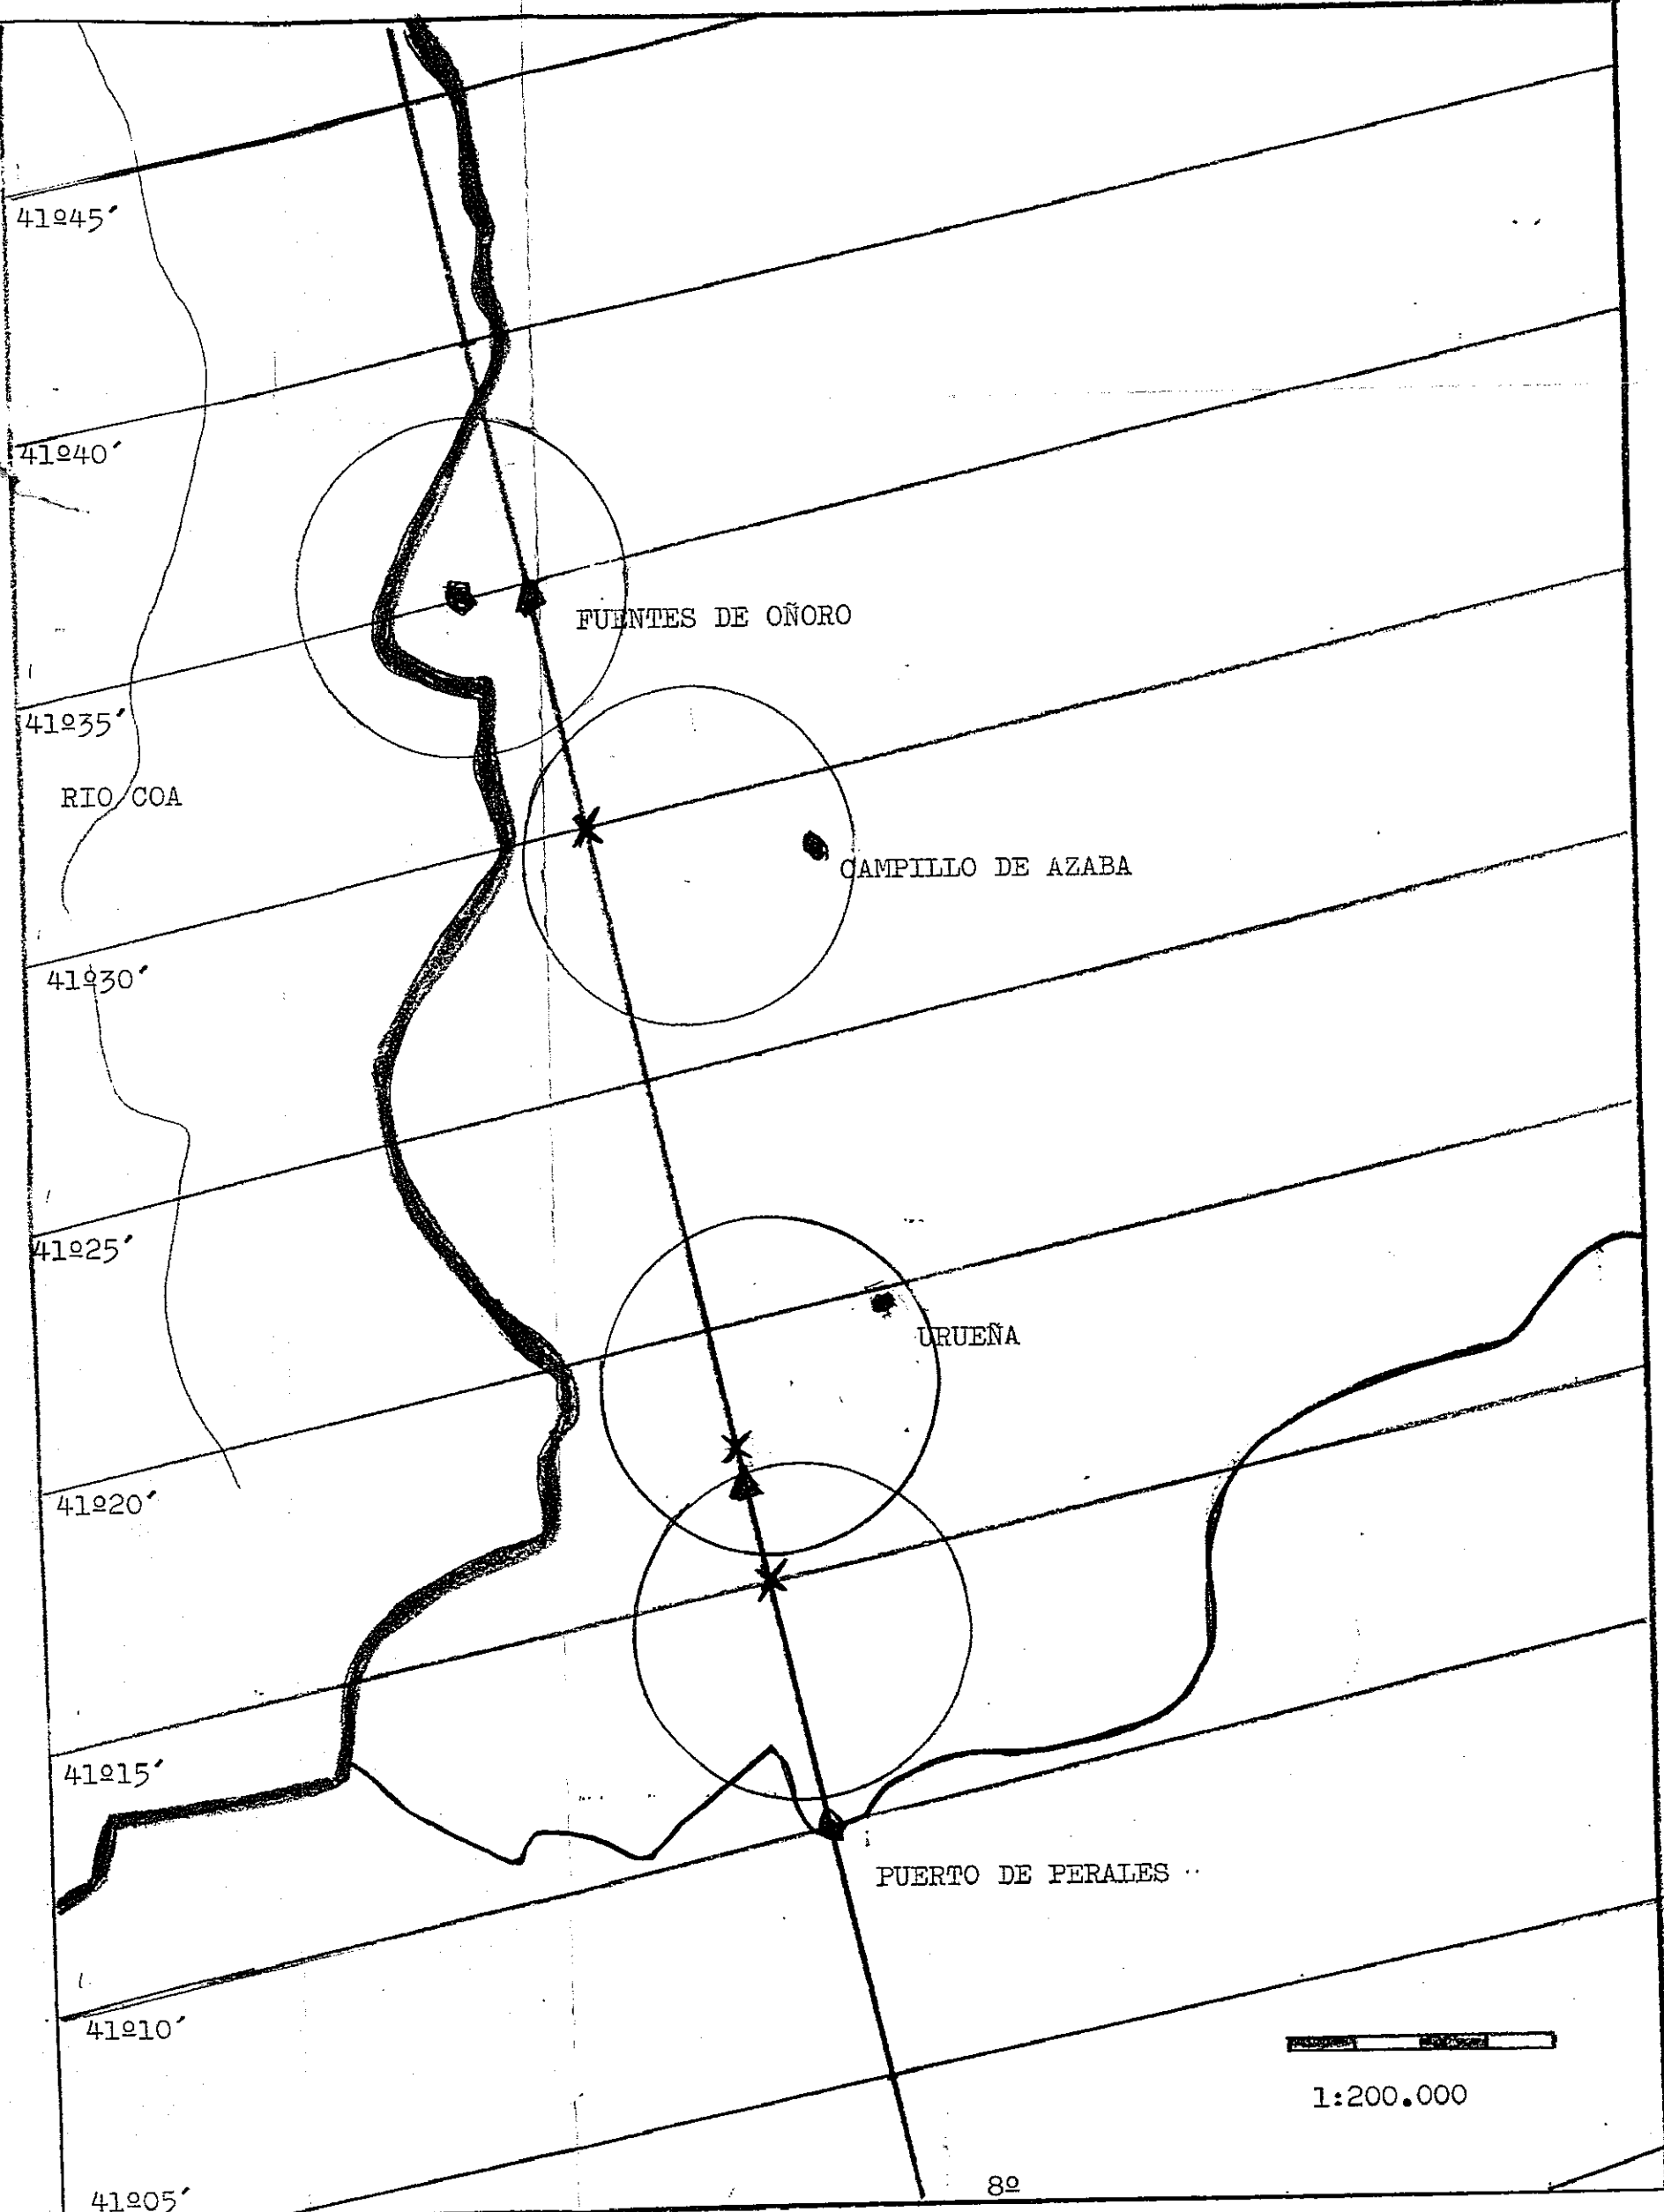 41º45´
41º40´
FUENTES DE OÑORO
41º35´
RIO COA
CAMPILLO DE AZABA
41º30´
41º25´
URUEÑA
41º20´
41º15´
PUERTO DE PERALES
41º10´
1:200.000
8º
41º05´